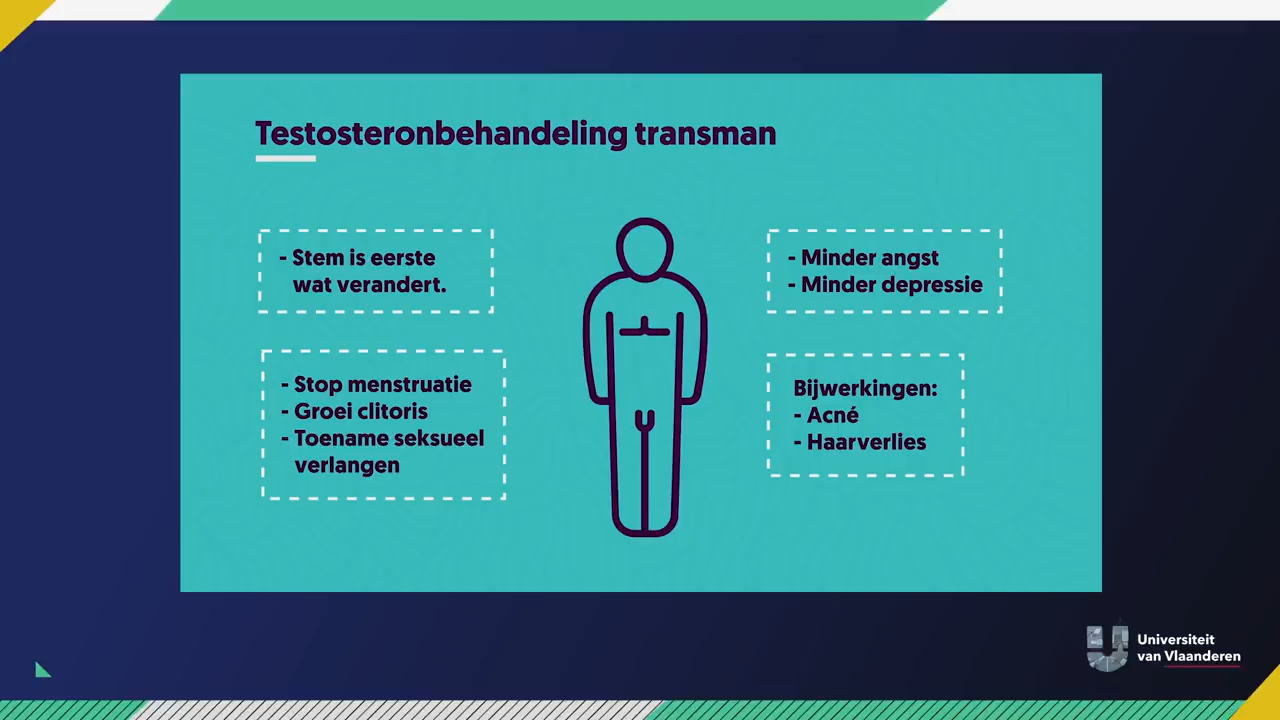 Testosteronbehandeling transman
- Stem is eerste
wat verandert.
- Stop menstruatie
- Groei clitoris
- Toename seksueel
verlangen
- Minder angst
- Minder depressie
Bijwerkingen:
- Acné
- Haarverlies
Universiteit
van Vlaanderen